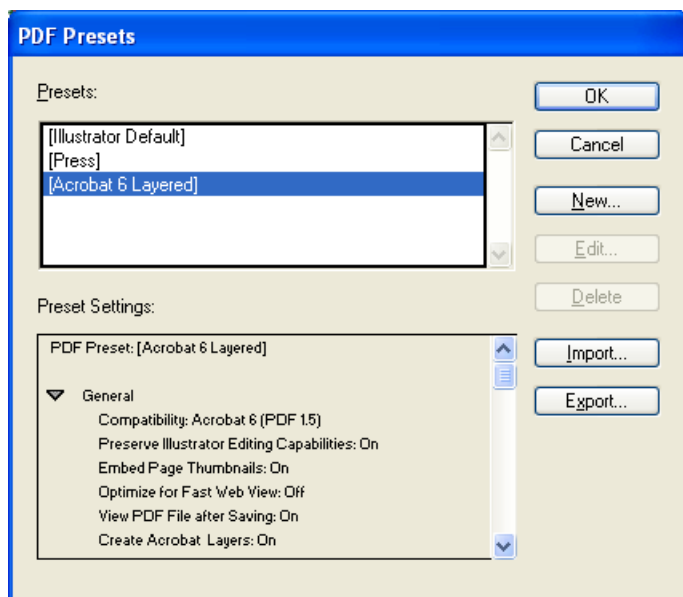 PDF Presets
Presets:
[Illustrator Default]
[Press]
[Acrobat 6 Layered]
OK
Cancel
New...
Edit...
Delete
Import...
Export...
Preset Settings:
PDF Preset: [Acrobat 6 Layered]
General
Compatibility: Acrobat 6 (PDF 1.5)
Preserve Illustrator Editing Capabilities: On
Embed Page Thumbnails: On
Optimize for Fast Web View: Off
View PDF File after Saving: On
Create Acrobat Layers: On